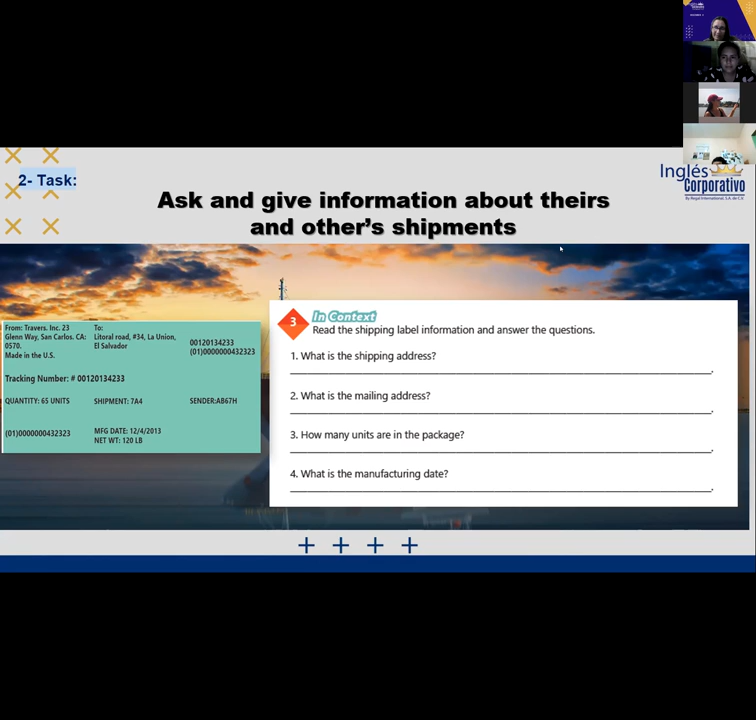 2- Task:
Inglés
Corporativo
By Royal International, S.A. de C.V.
Ask and give information about theirs
and other's shipments
From: Travers. Inc. 23
Glenn Way, San Carlos. CA:
0570.
Made in the U.S.
To:
Litoral road, #34, La Union,
El Salvador
00120134233
(01)0000000432323
Tracking Number: # 00120134233
QUANTITY: 65 UNITS
SHIPMENT: 7A4
SENDER:AB67H
(01)0000000432323
MFG DATE: 12/4/2013
NET WT: 120 LB
3
In Context
Read the shipping label information and answer the questions.
1. What is the shipping address?
2. What is the mailing address?
3. How many units are in the package?
4. What is the manufacturing date?